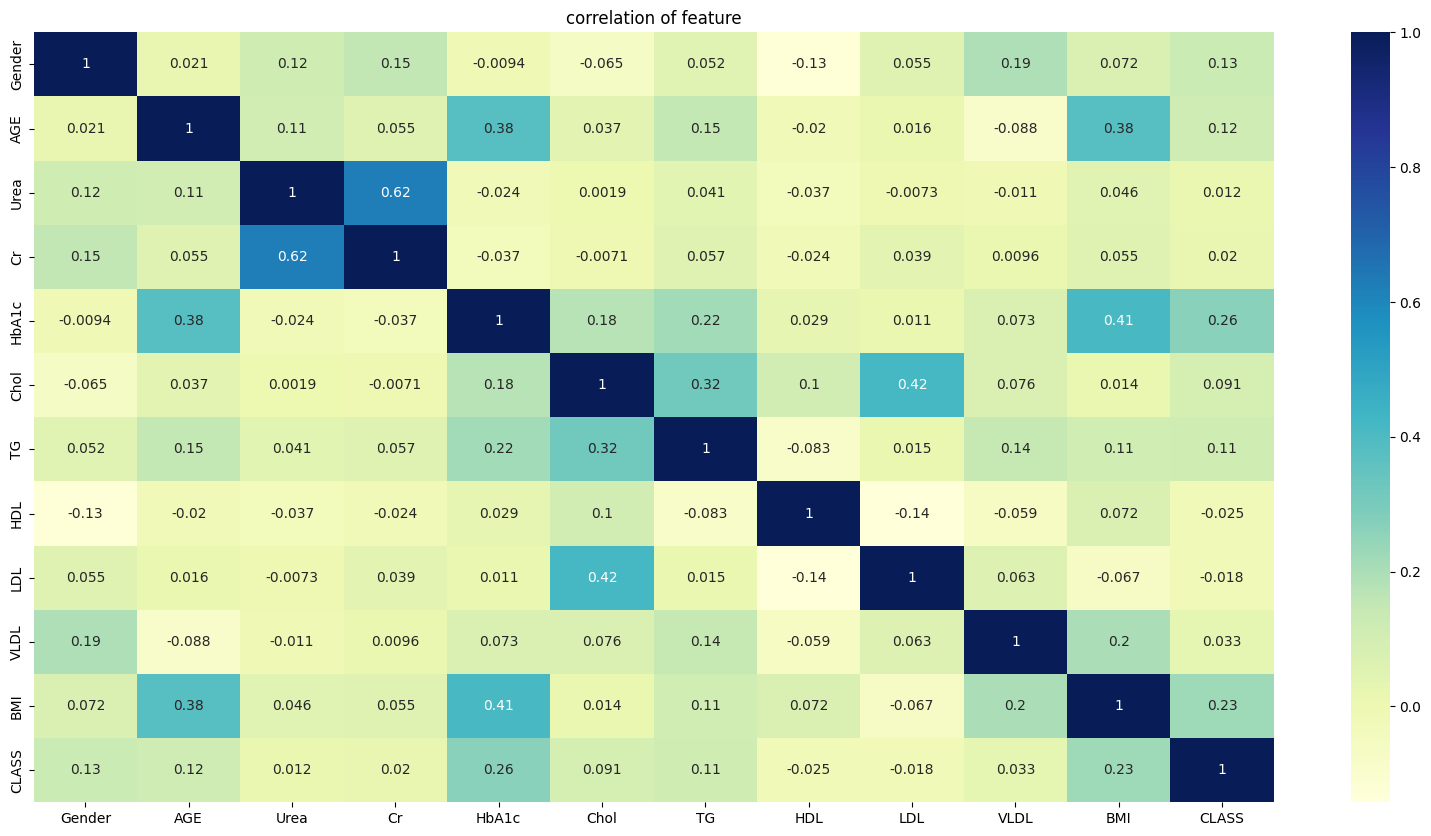 correlation of feature
Gender 1 0.021 0.12 0.15 -0.0094 -0.065 0.052 -0.13 0.055 0.19 0.072 0.13
AGE 0.021 1 0.11 0.055 0.38 0.037 0.15 -0.02 0.016 -0.088 0.38 0.12
Urea 0.12 0.11 1 0.62 -0.024 0.0019 0.041 -0.037 -0.0073 -0.011 0.046 0.012
Cr 0.15 0.055 0.62 1 -0.037 -0.0071 0.057 -0.024 0.039 0.0096 0.055 0.02
HbA1c -0.0094 0.38 -0.024 -0.037 1 0.18 0.22 0.029 0.011 0.073 0.41 0.26
Chol -0.065 0.037 0.0019 -0.0071 0.18 1 0.32 0.1 0.42 0.076 0.014 0.091
TG 0.052 0.15 0.041 0.057 0.22 0.32 1 -0.083 0.015 0.14 0.11 0.11
HDL -0.13 -0.02 -0.037 -0.024 0.029 0.1 -0.083 1 -0.14 -0.059 0.072 -0.025
LDL 0.055 0.016 -0.0073 0.039 0.011 0.42 0.015 -0.14 1 0.063 -0.067 -0.018
VLDL 0.19 -0.088 -0.011 0.0096 0.073 0.076 0.14 -0.059 0.063 1 0.2 0.033
BMI 0.072 0.38 0.046 0.055 0.41 0.014 0.11 0.072 -0.067 0.2 1 0.23
CLASS 0.13 0.12 0.012 0.02 0.26 0.091 0.11 -0.025 -0.018 0.033 0.23 1
Gender AGE Urea Cr HbA1c Chol TG HDL LDL VLDL BMI CLASS
1.0
0.8
0.6
0.4
0.2
0.0